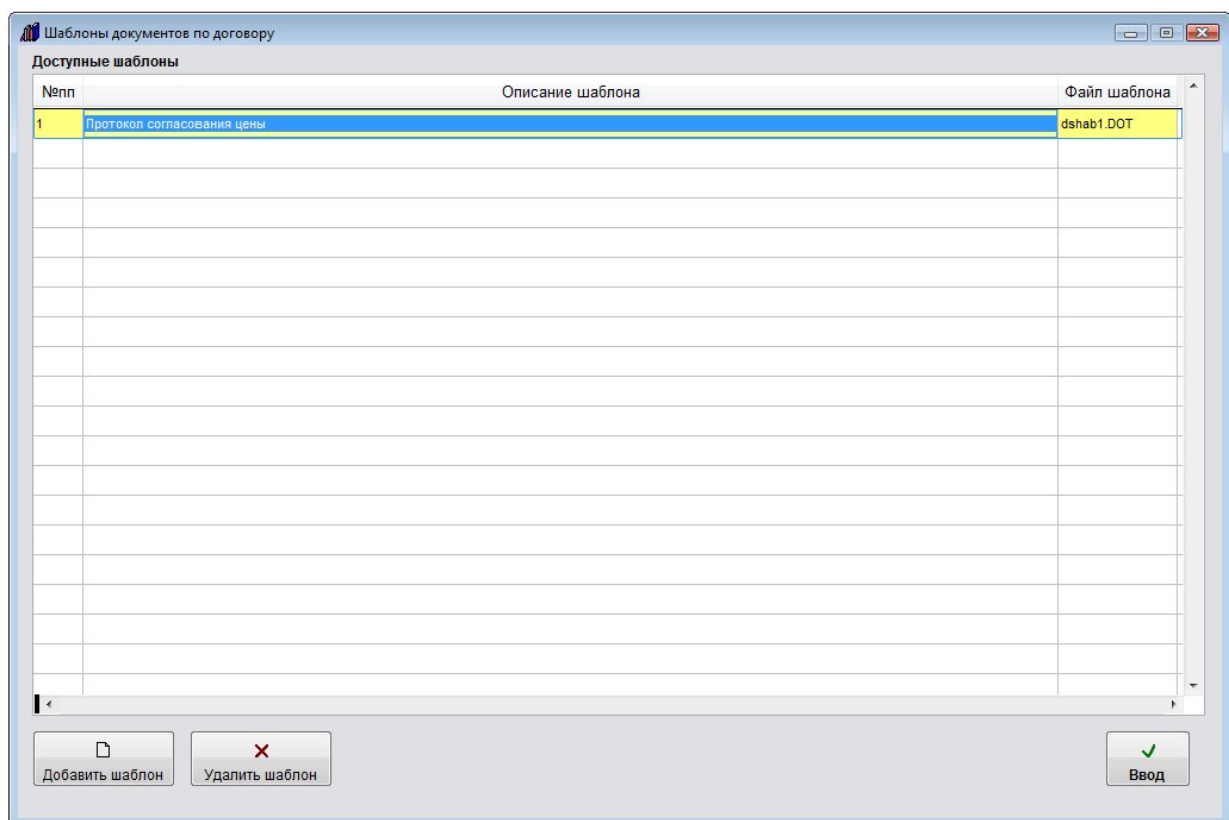 Шаблоны документов по договору
Доступные шаблоны
№пп Описание шаблона Файл шаблона
1 Протокол согласования цены dshab1.DOT
Добавить шаблон Удалить шаблон Ввод